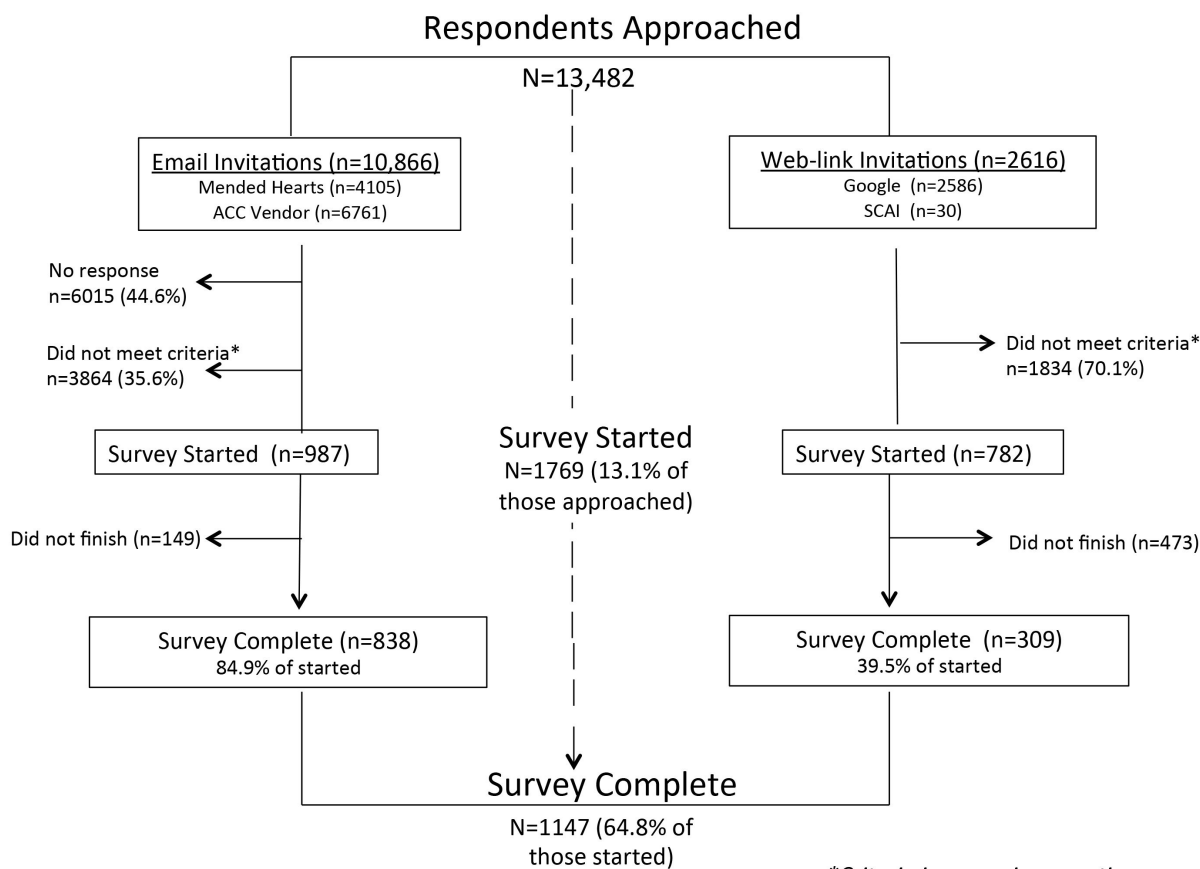 Respondents Approached
N=13,482
Email Invitations (n=10,866)
Mended Hearts (n=4105)
ACC Vendor (n=6761)
Web-link Invitations (n=2616)
Google (n=2586)
SCAI (n=30)
No response
n=6015 (44.6%)
Did not meet criteria*
n=3864 (35.6%)
Did not meet criteria*
n=1834 (70.1%)
Survey Started (n=987)
Survey Started
N=1769 (13.1% of
those approached)
Survey Started (n=782)
Did not finish (n=149)
Did not finish (n=473)
Survey Complete (n=838)
84.9% of started
Survey Complete (n=309)
39.5% of started
Survey Complete
N=1147 (64.8% of
those started)